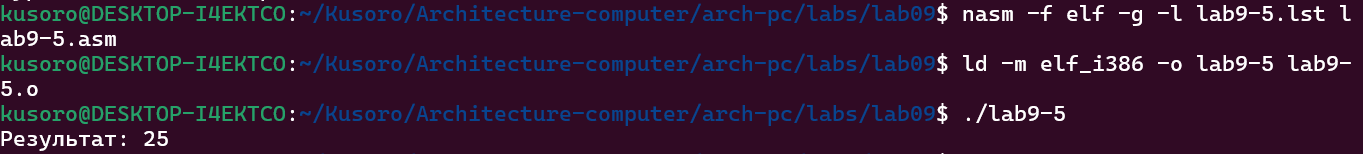 kusoro@DESKTOP-I4EKTCO:~/Kusoro/Architecture-computer/arch-pc/labs/lab09$ nasm -f elf -g -l lab9-5.lst l
ab9-5.asm
kusoro@DESKTOP-I4EKTCO:~/Kusoro/Architecture-computer/arch-pc/labs/lab09$ ld -m elf_i386 -o lab9-5 lab9-
5.o
kusoro@DESKTOP-I4EKTCO:~/Kusoro/Architecture-computer/arch-pc/labs/lab09$ ./lab9-5
Результат: 25